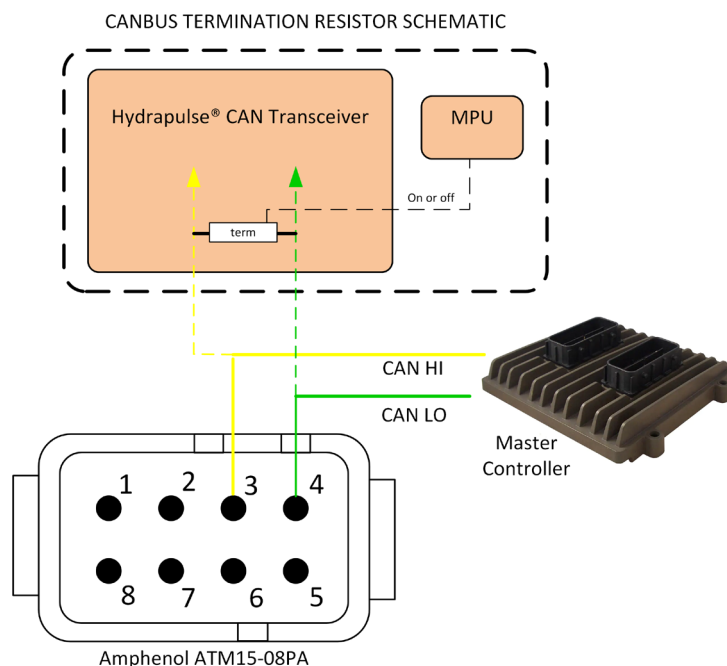 CANBUS TERMINATION RESISTOR SCHEMATIC
Hydrapulse® CAN Transceiver
MPU
On or off
term
CAN HI
CAN LO
Master
Controller
1 2 3 4
8 7 6 5
Amphenol ATM15-08PA